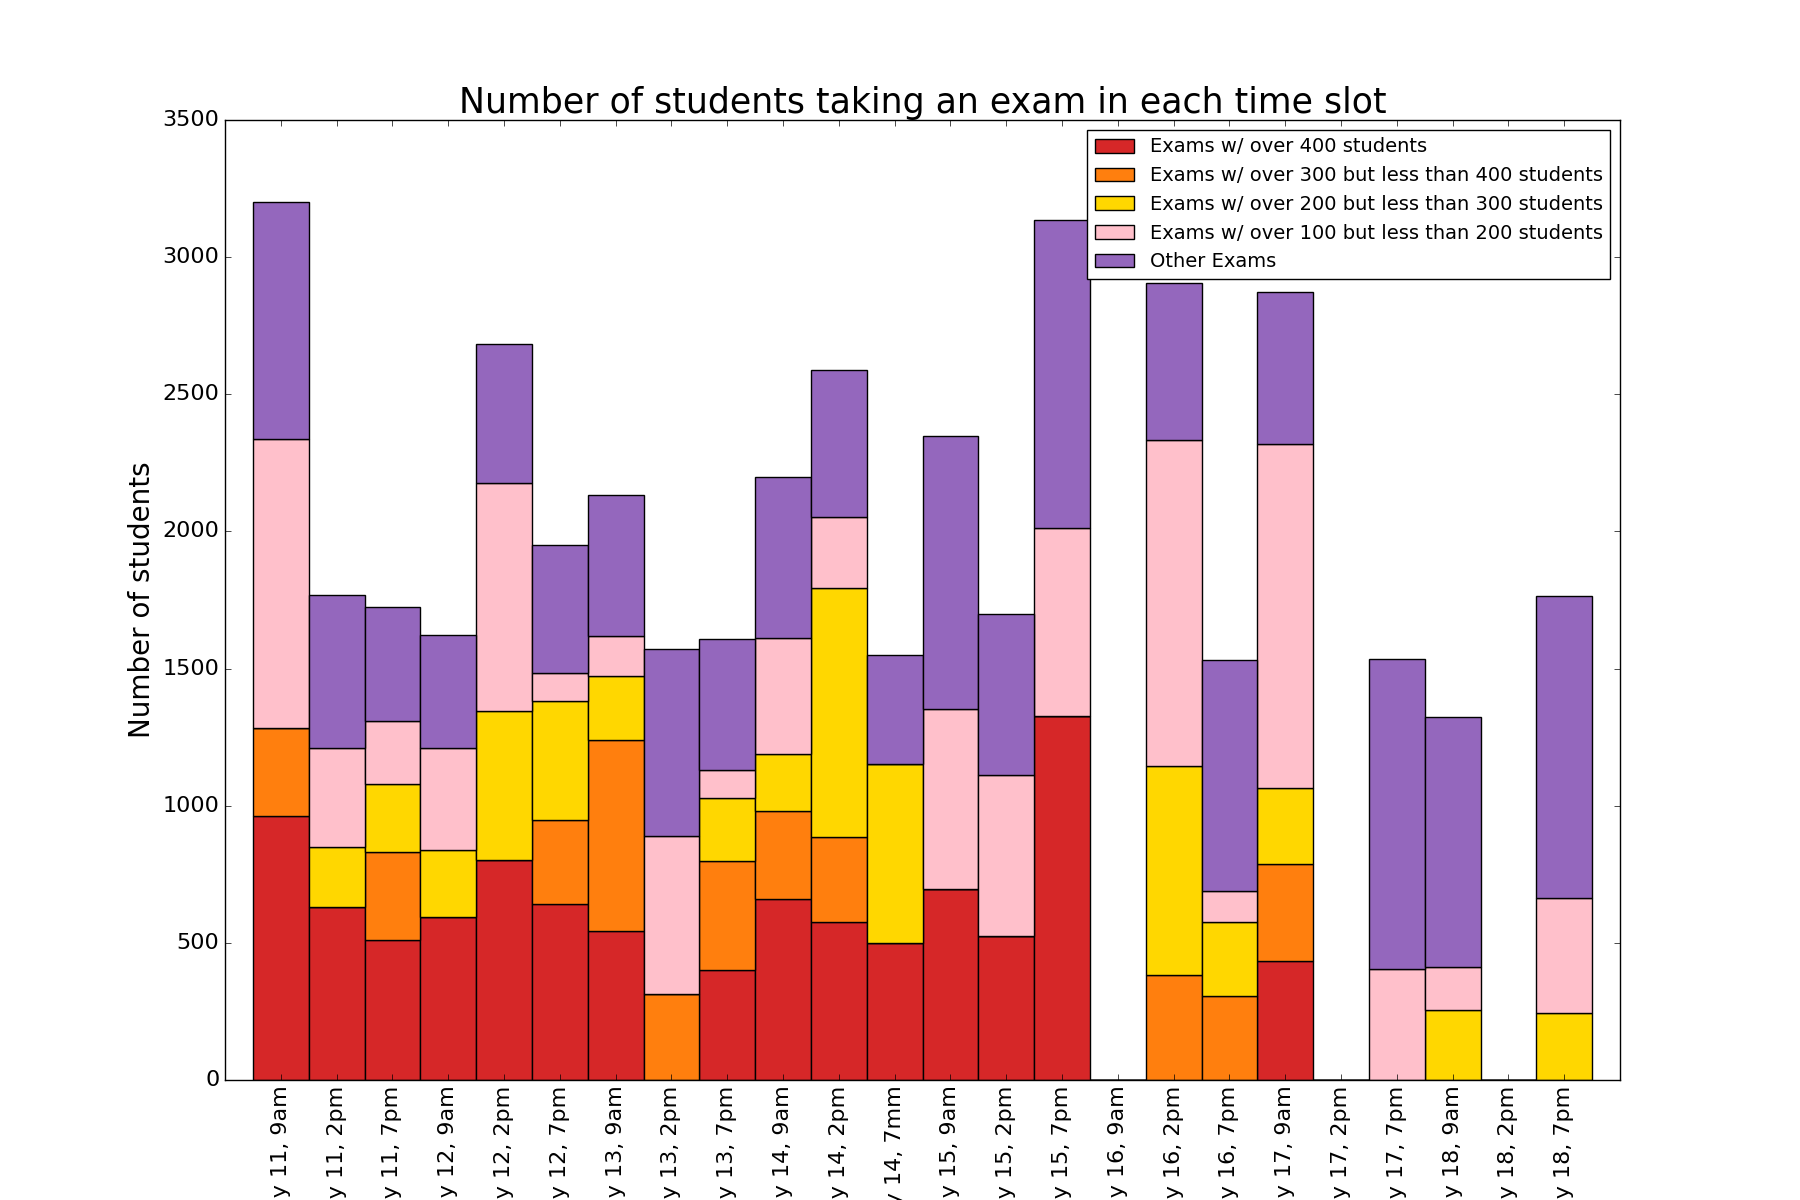 Number of students taking an exam in each time slot
Exams w/ over 400 students
Exams w/ over 300 but less than 400 students
Exams w/ over 200 but less than 300 students
Exams w/ over 100 but less than 200 students
Other Exams
Number of students
3500
3000
2500
2000
1500
1000
500
0
y 11, 9am
y 11, 2pm
y 11, 7pm
y 12, 9am
y 12, 2pm
y 12, 7pm
y 13, 9am
y 13, 2pm
y 13, 7pm
y 14, 9am
y 14, 2pm
y 14, 7mm
y 15, 9am
y 15, 2pm
y 15, 7pm
y 16, 9am
y 16, 2pm
y 16, 7pm
y 17, 9am
y 17, 2pm
y 17, 7pm
y 18, 9am
y 18, 2pm
y 18, 7pm